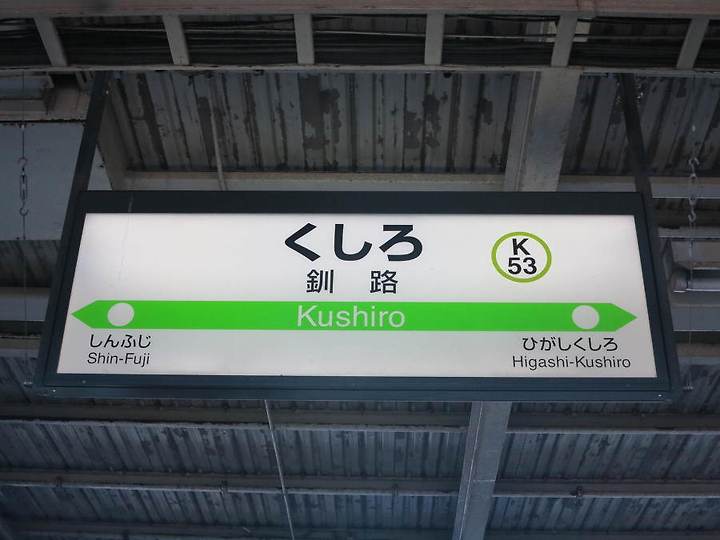 くしろ
釧路
K
53
Kushiro
しんふじ
Shin-Fuji
ひがしくしろ
Higashi-Kushiro